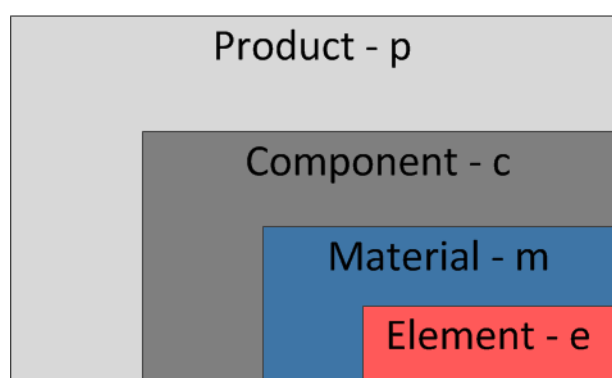 Product - p
Component - c
Material - m
Element - e